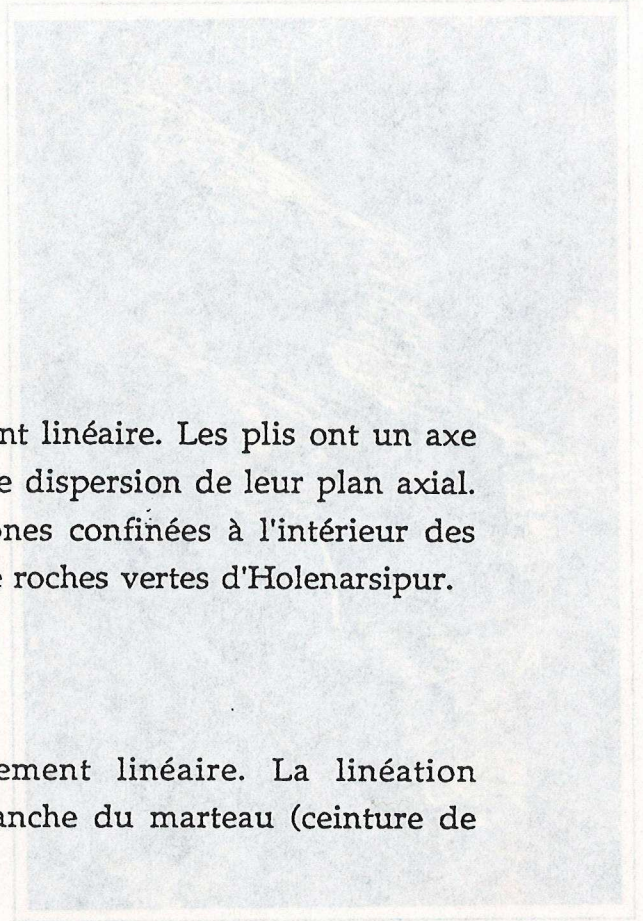 nt linéaire. Les plis ont un axe
e dispersion de leur plan axial.
ones confinées à l'intérieur des
e roches vertes d'Holenarsipur.
ement linéaire. La linéation
anche du marteau (ceinture de